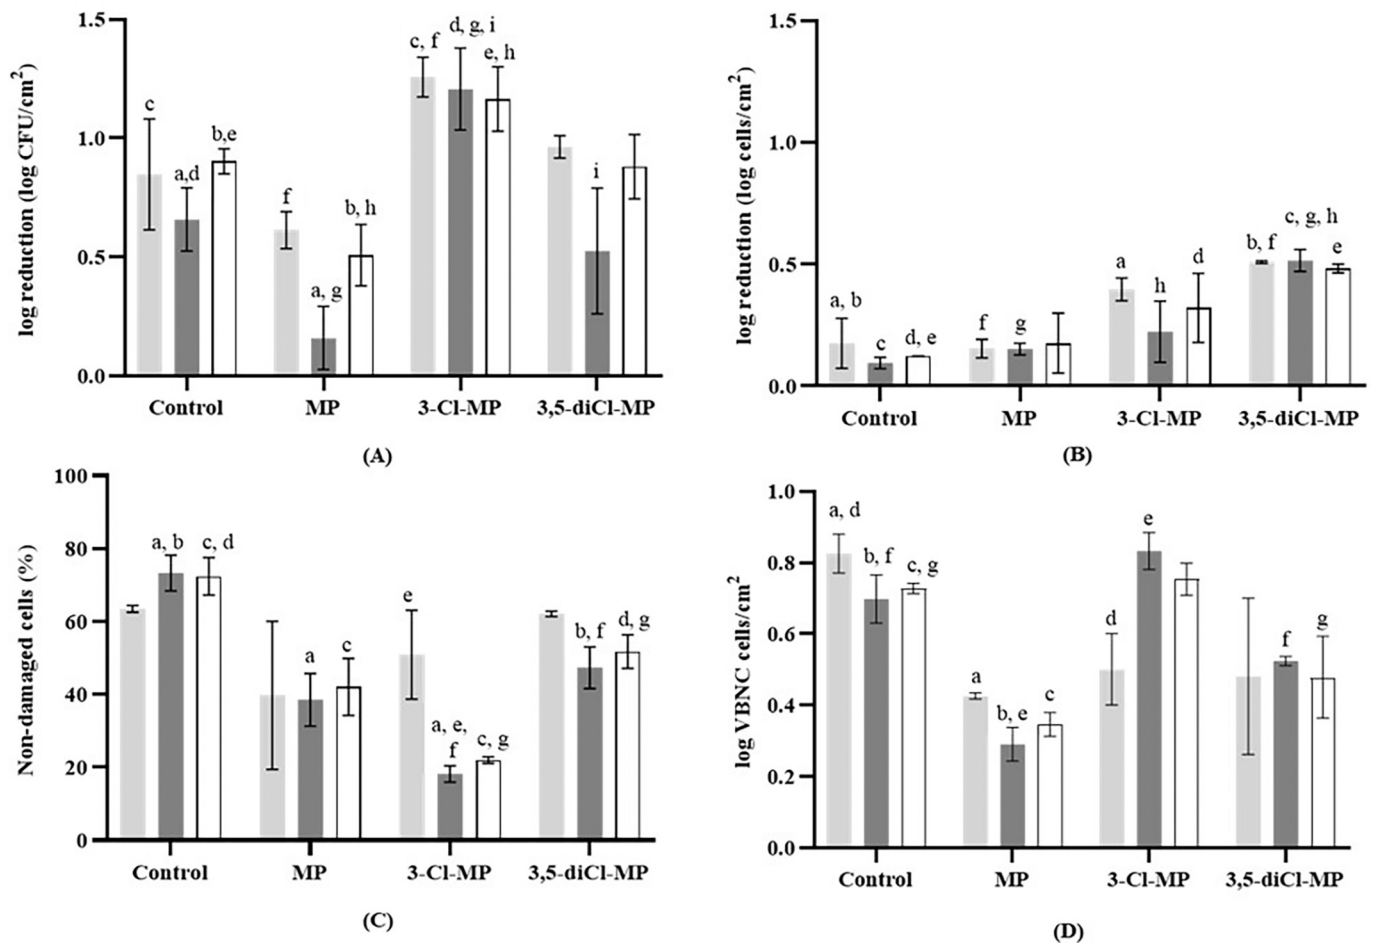 log reduction (log CFU/cm2)
1.5
1.0
0.5
0.0
c
a,d
b,e
f
a, g
b, h
c, f
d, g, i
e, h
i
Control
MP
3-Cl-MP
3,5-diCl-MP
(A)
log reduction (log cells/cm2)
1.5
1.0
0.5
0.0
a, b
c
d, e
f
g
a
h
d
b, f
c, g, h
e
Control
MP
3-Cl-MP
3,5-diCl-MP
(B)
Non-damaged cells (%)
100
80
60
40
20
0
a, b
c, d
a
c
e
a, e,
f
c, g
b, f
d, g
Control
MP
3-Cl-MP
3,5-diCl-MP
(C)
log VBNC cells/cm2
1.0
0.8
0.6
0.4
0.2
0.0
a, d
b, f
c, g
a
b, e
c
d
e
f
g
Control
MP
3-Cl-MP
3,5-diCl-MP
(D)